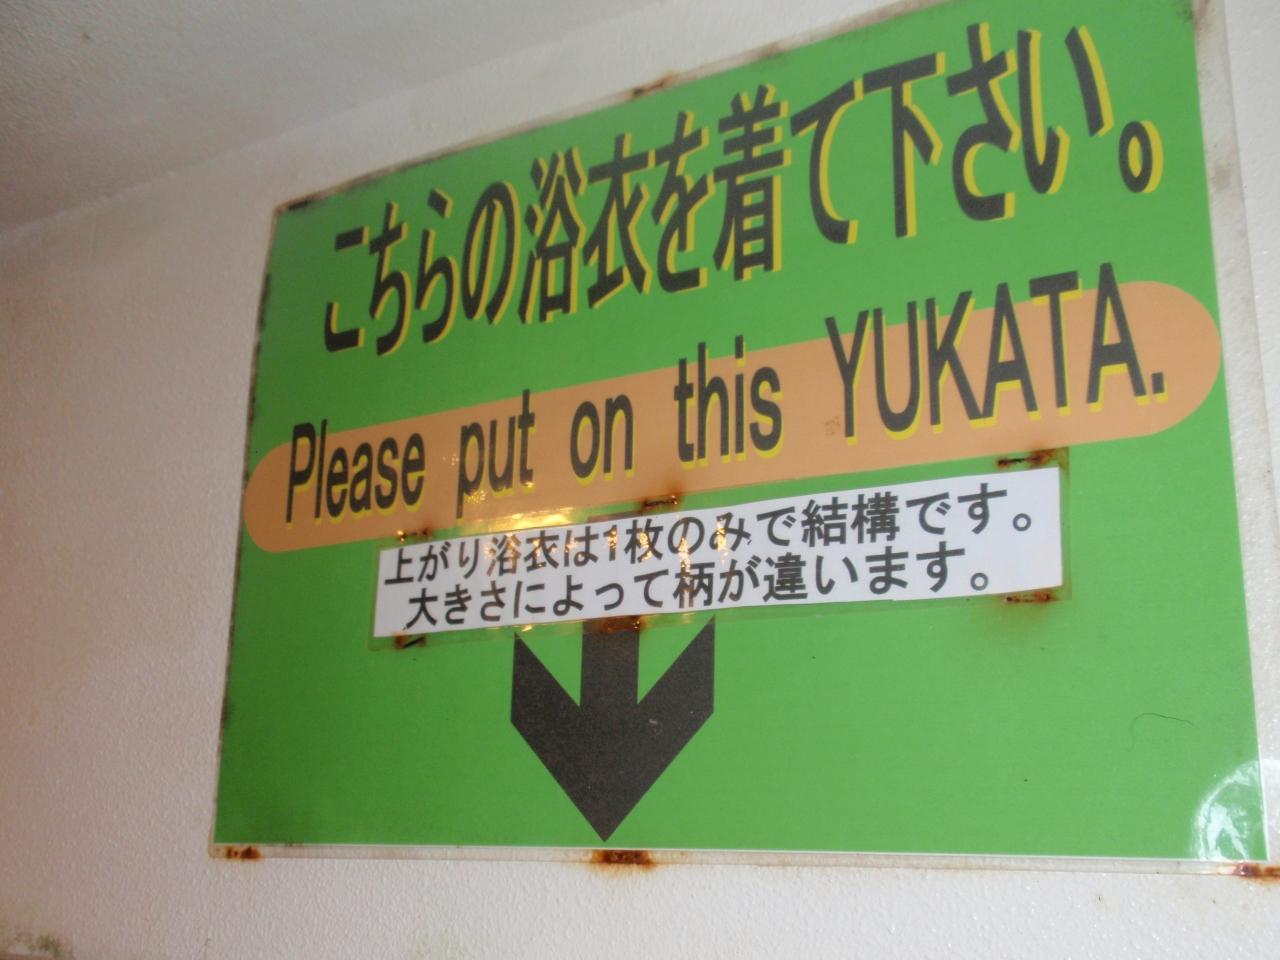 こちらの浴衣を着て下さい。
Please put on this YUKATA.
上がり浴衣は1枚のみで結構です。
大きさによって柄が違います。